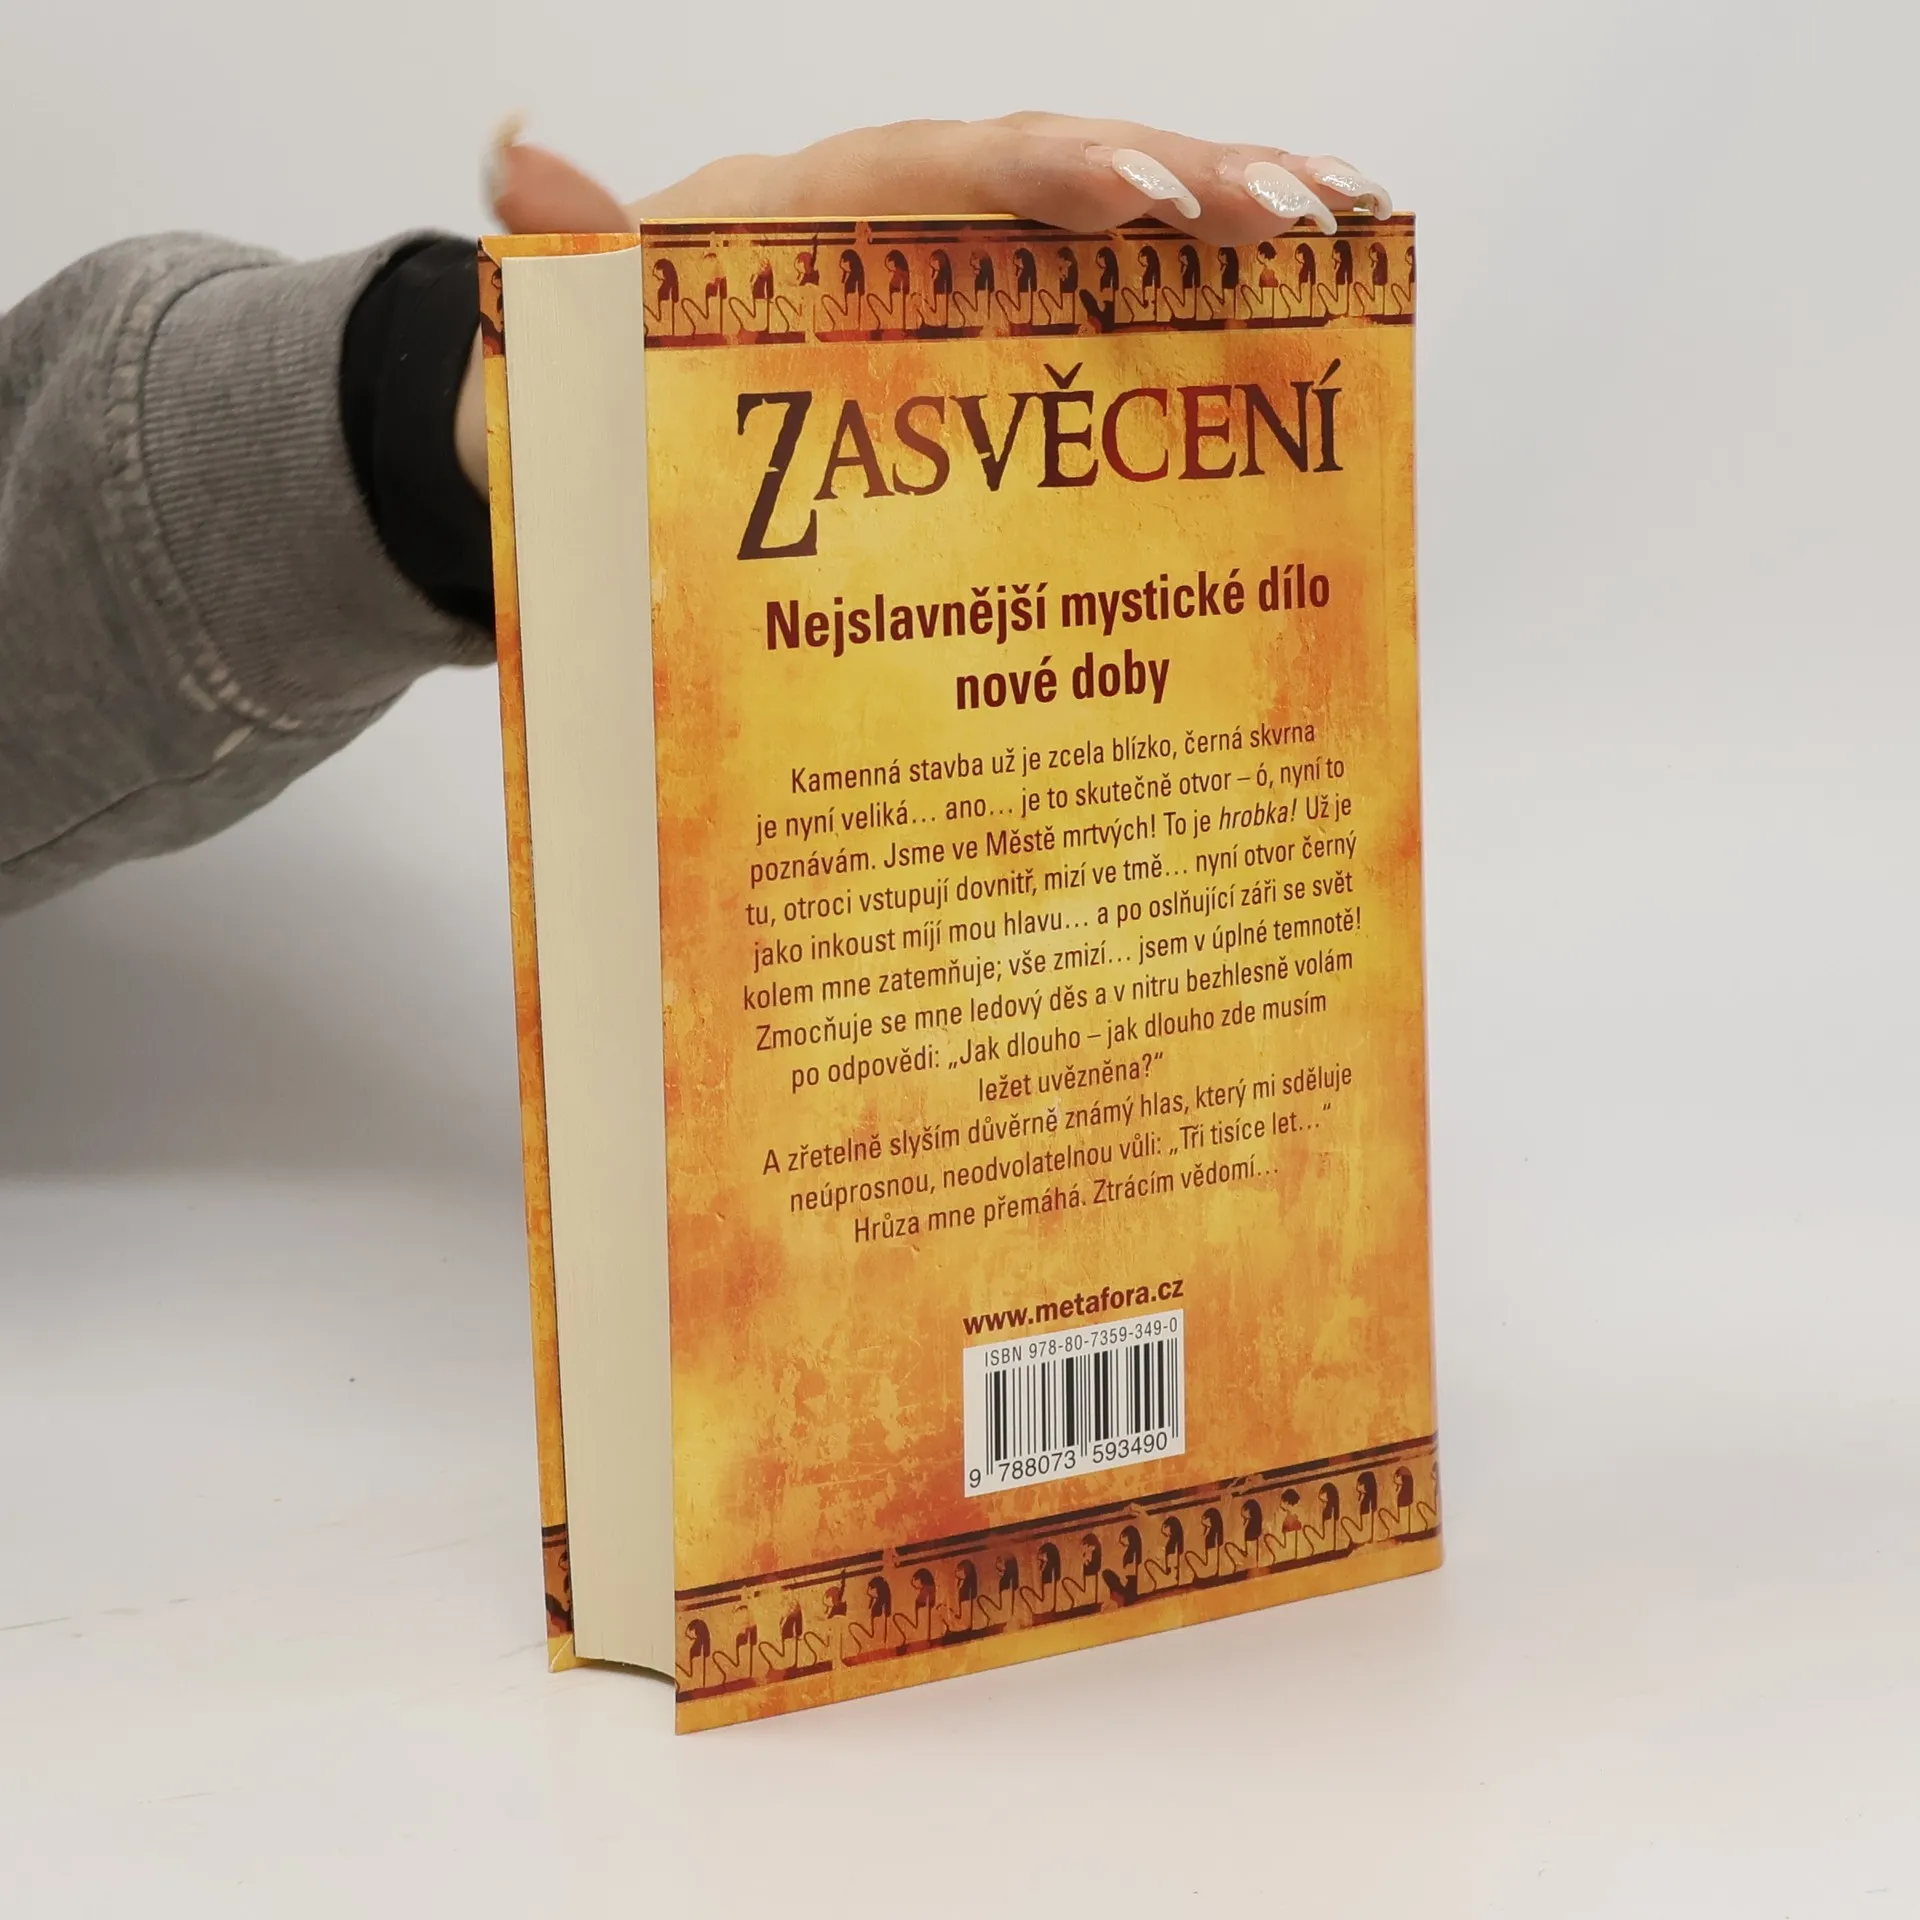 ZASVĚCENÍ
Nejslavnější mystické dílo
nové doby
Kamenná stavba už je zcela blízko, černá skvrna
je nyní veliká… ano… je to skutečně otvor – ó, nyní to
poznávám. Jsme ve Městě mrtvých! To je hrobka! Už je
tu, otroci vstupují dovnitř, mizí ve tmě… nyní otvor černý
jako inkoust míjí mou hlavu… a po oslňující záři se svět
kolem mne zatemňuje; vše zmizí… jsem v úplné temnotě!
Zmocňuje se mne ledový děs a v nitru bezhlesně volám
po odpovědi: „Jak dlouho – jak dlouho zde musím
ležet uvězněna?“
A zřetelně slyším důvěrně známý hlas, který mi sděluje
neúprosnou, neodvolatelnou vůli: „Tři tisíce let…“
Hrůza mne přemáhá. Ztrácím vědomí…
www.metafora.cz
ISBN 978-80-7359-349-0
9 788073 593490